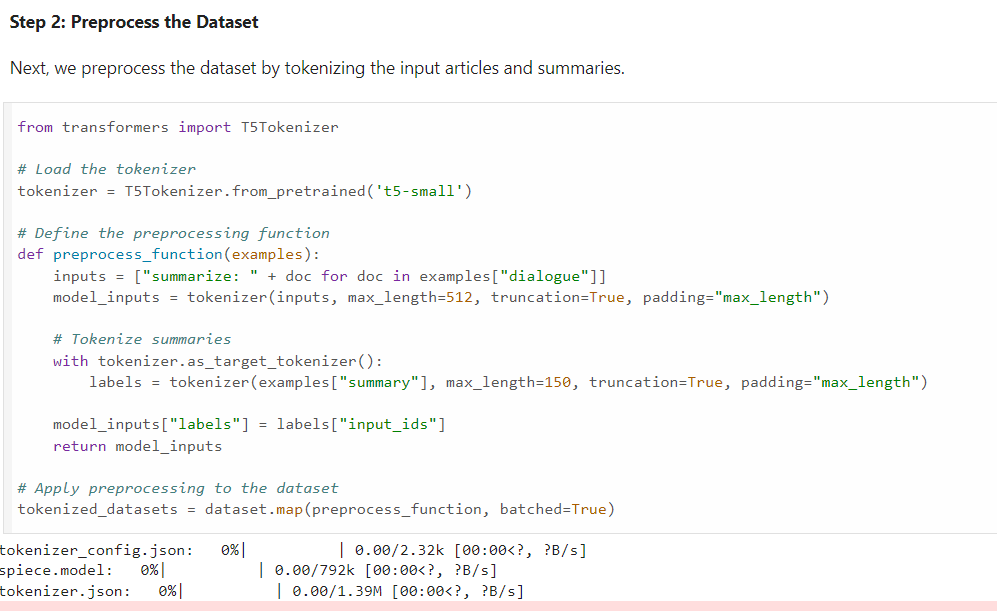 Step 2: Preprocess the Dataset
Next, we preprocess the dataset by tokenizing the input articles and summaries.
from transformers import T5Tokenizer
# Load the tokenizer
tokenizer = T5Tokenizer.from_pretrained('t5-small')
# Define the preprocessing function
def preprocess_function(examples):
    inputs = ["summarize: " + doc for doc in examples["dialogue"]]
    model_inputs = tokenizer(inputs, max_length=512, truncation=True, padding="max_length")
    # Tokenize summaries
    with tokenizer.as_target_tokenizer():
        labels = tokenizer(examples["summary"], max_length=150, truncation=True, padding="max_length")
    model_inputs["labels"] = labels["input_ids"]
    return model_inputs
# Apply preprocessing to the dataset
tokenized_datasets = dataset.map(preprocess_function, batched=True)
tokenizer_config.json:   0%|          | 0.00/2.32k [00:00<?, ?B/s]
spiece.model:   0%|          | 0.00/792k [00:00<?, ?B/s]
tokenizer.json:   0%|          | 0.00/1.39M [00:00<?, ?B/s]